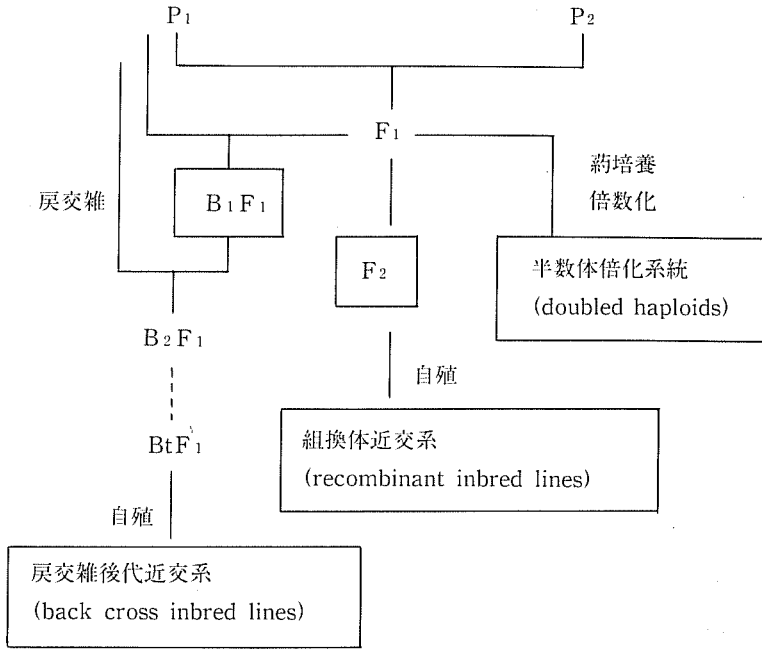 P1
P2
F1
葯培養
倍数化
戻交雑
B1F1
F2
半数体倍化系統
(doubled haploids)
B2F1
自殖
BtF1
組換体近交系
(recombinant inbred lines)
自殖
戻交雑後代近交系
(back cross inbred lines)